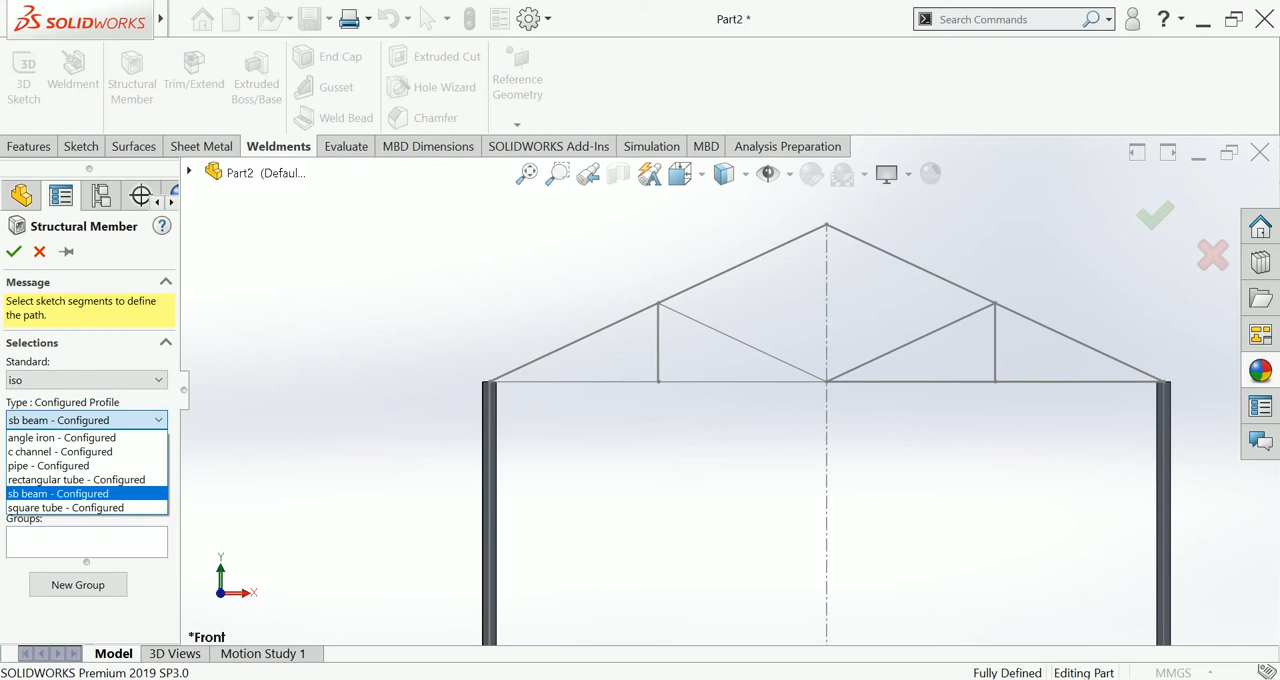 SOLIDWORKS
Part2 *
Search Commands
?
3D
3D Sketch
Weldment
Structural Member
Trim/Extend
Extruded Boss/Base
End Cap
Gusset
Weld Bead
Extruded Cut
Hole Wizard
Chamfer
Reference Geometry
Features
Sketch
Surfaces
Sheet Metal
Weldments
Evaluate
MBD Dimensions
SOLIDWORKS Add-Ins
Simulation
MBD
Analysis Preparation
Part2 (Defaul...
Structural Member
?
Message
Select sketch segments to define
the path.
Selections
Standard:
iso
Type : Configured Profile
sb beam - Configured
angle iron - Configured
c channel - Configured
pipe - Configured
rectangular tube - Configured
sb beam - Configured
square tube - Configured
Groups:
New Group
Y
X
*Front
Model
3D Views
Motion Study 1
SOLIDWORKS Premium 2019 SP3.0
Fully Defined
Editing Part
MMGS